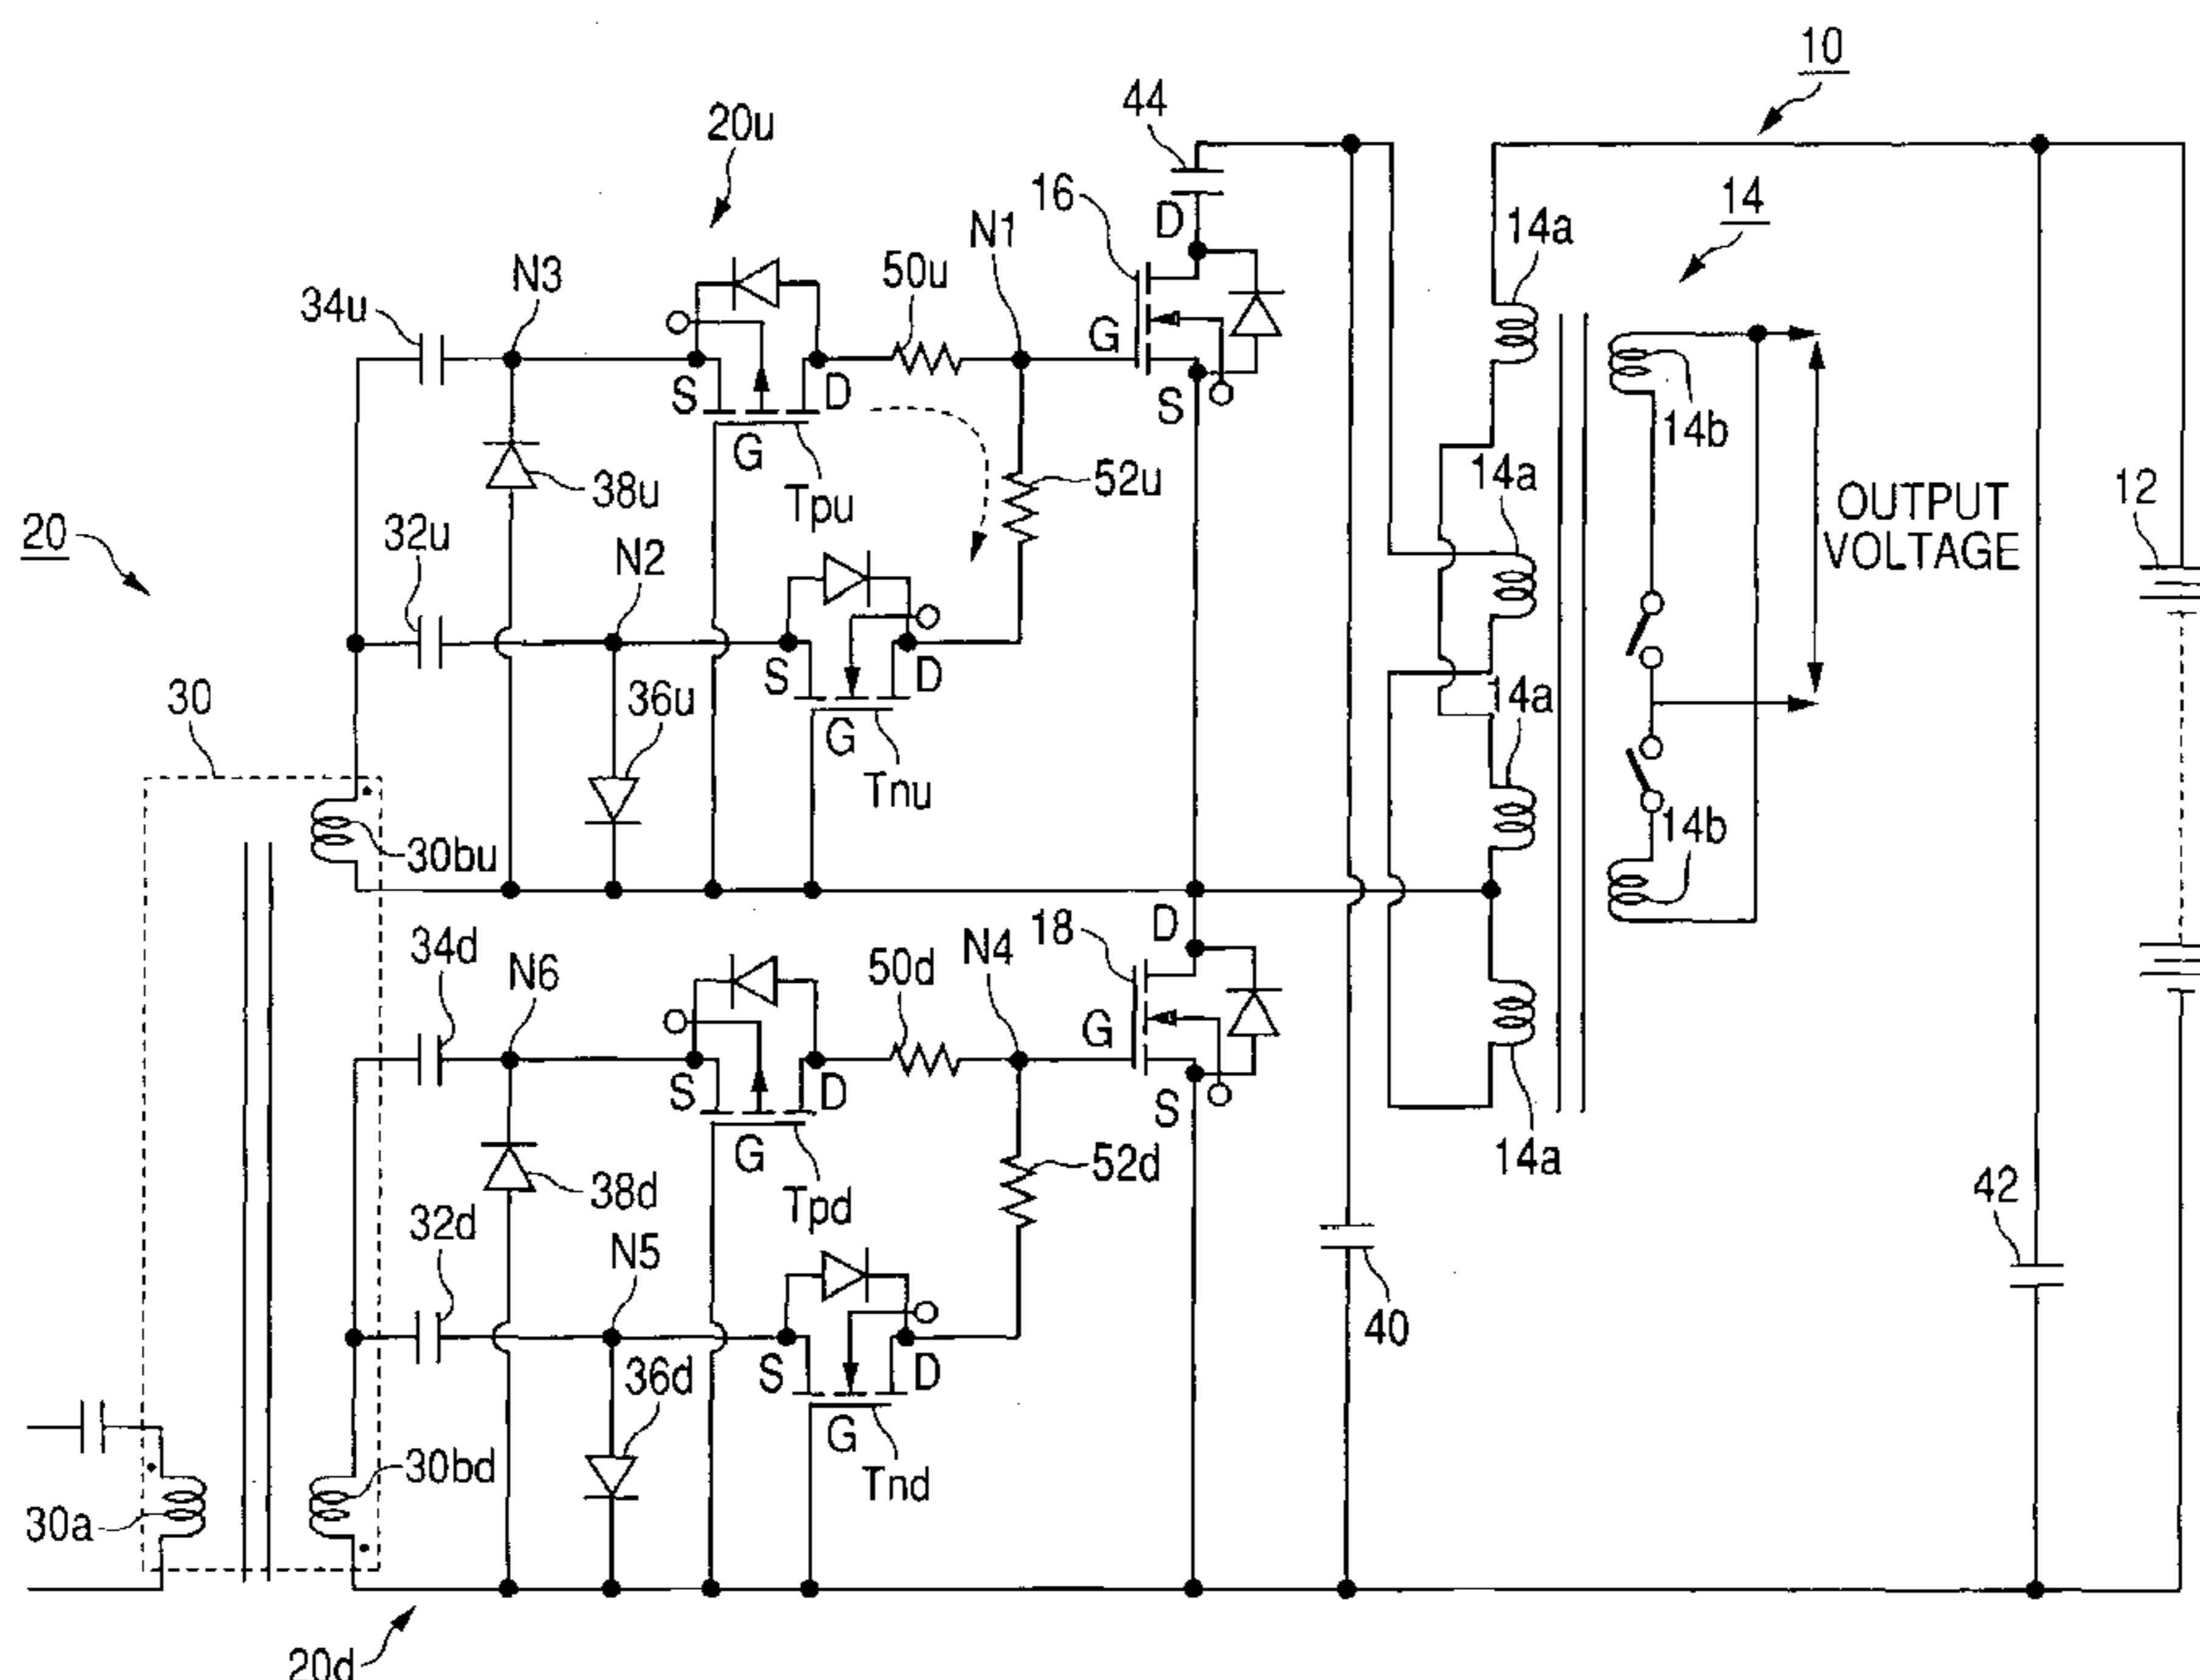 10
44
20u
16
14
D
14a
N1
N3
50u
34u
G
S
D
S
14b
G
14a
52u
38u
Tpu
12
OUTPUT
VOLTAGE
20
32u
N2
S
D
14a
30
36u
G
Tnu
14b
30bu
D
34d
18
N4
N6
50d
G
S
D
S
G
52d
14a
38d
Tpd
42
32d
N5
40
S
D
36d
G
30bd
Tnd
30a
20d